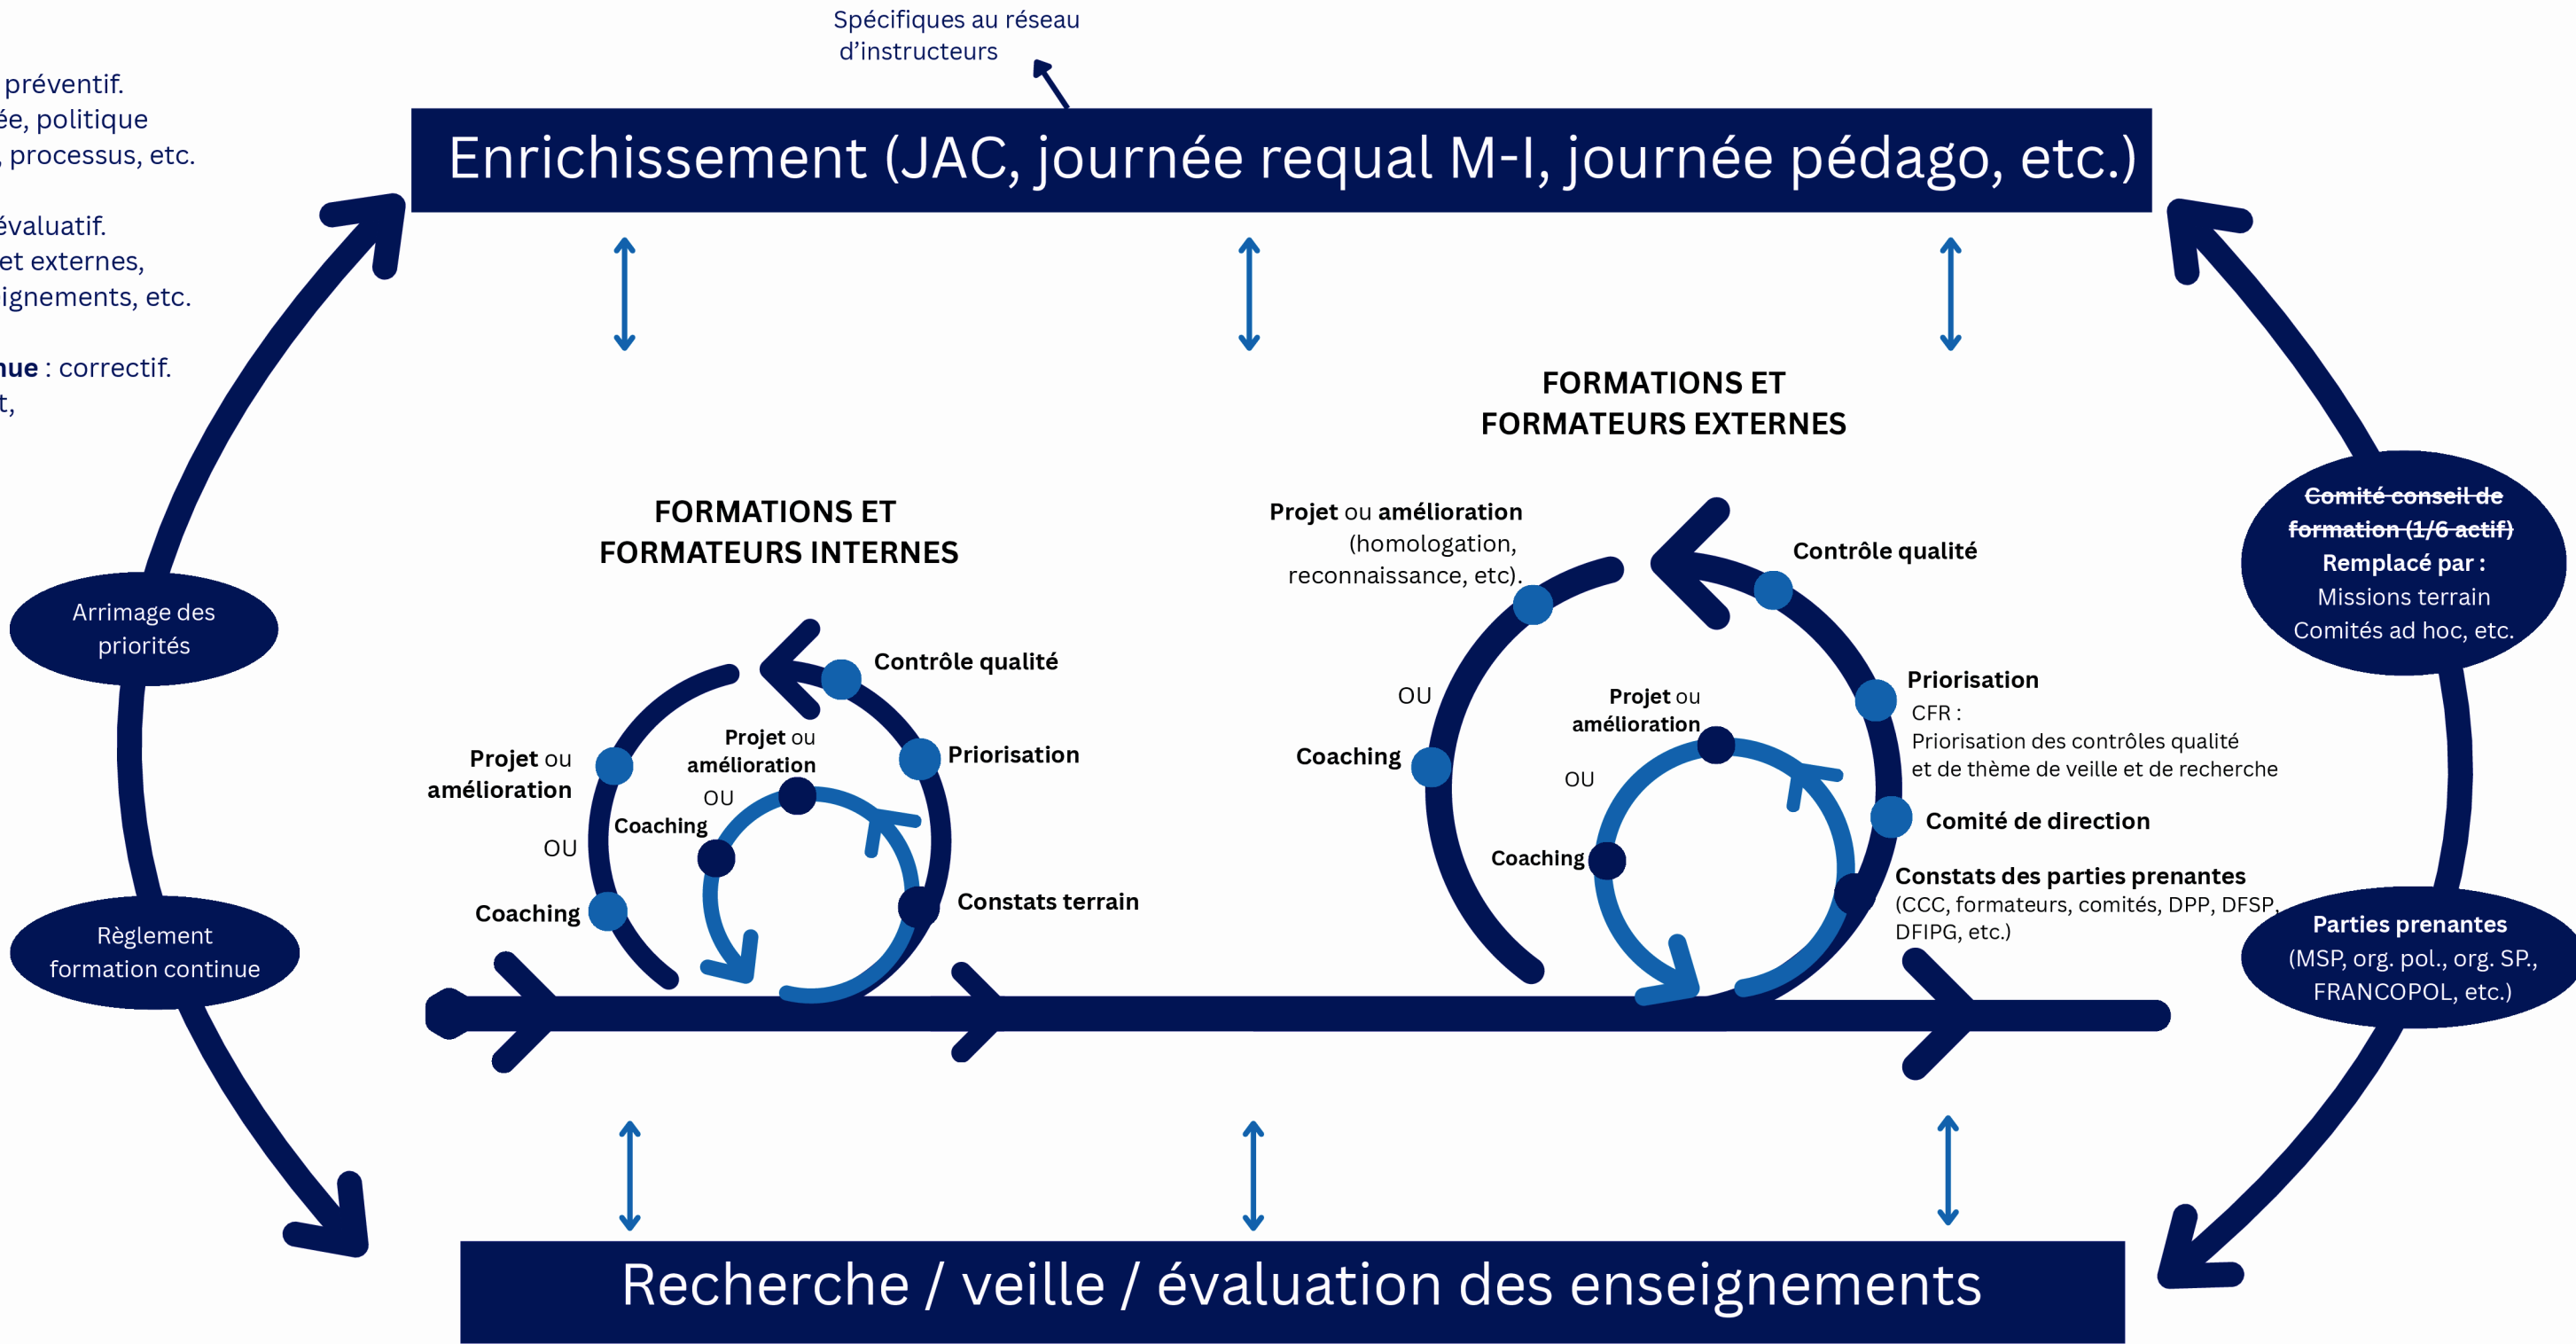 Spécifiques au réseau
d’instructeurs
préventif.
ée, politique
, processus, etc.
évaluatif.
et externes,
ignements, etc.
nue : correctif.
t,
Enrichissement (JAC, journée requal M-I, journée pédago, etc.)
FORMATIONS ET
FORMATEURS INTERNES
Contrôle qualité
Priorisation
Constats terrain
Projet ou
amélioration
OU
Coaching
Projet ou
amélioration
OU
Coaching
FORMATIONS ET
FORMATEURS EXTERNES
Projet ou amélioration
(homologation,
reconnaissance, etc).
OU
Coaching
Contrôle qualité
Priorisation
CFR :
Priorisation des contrôles qualité
et de thème de veille et de recherche
Comité de direction
Constats des parties prenantes
(CCC, formateurs, comités, DPP, DFSP,
DFIPG, etc.)
Projet ou
amélioration
OU
Coaching
Arrimage des
priorités
Règlement
formation continue
Comité conseil de
formation (1/6 actif)
Remplacé par :
Missions terrain
Comités ad hoc, etc.
Parties prenantes
(MSP, org. pol., org. SP.,
FRANCOPOL, etc.)
Recherche / veille / évaluation des enseignements